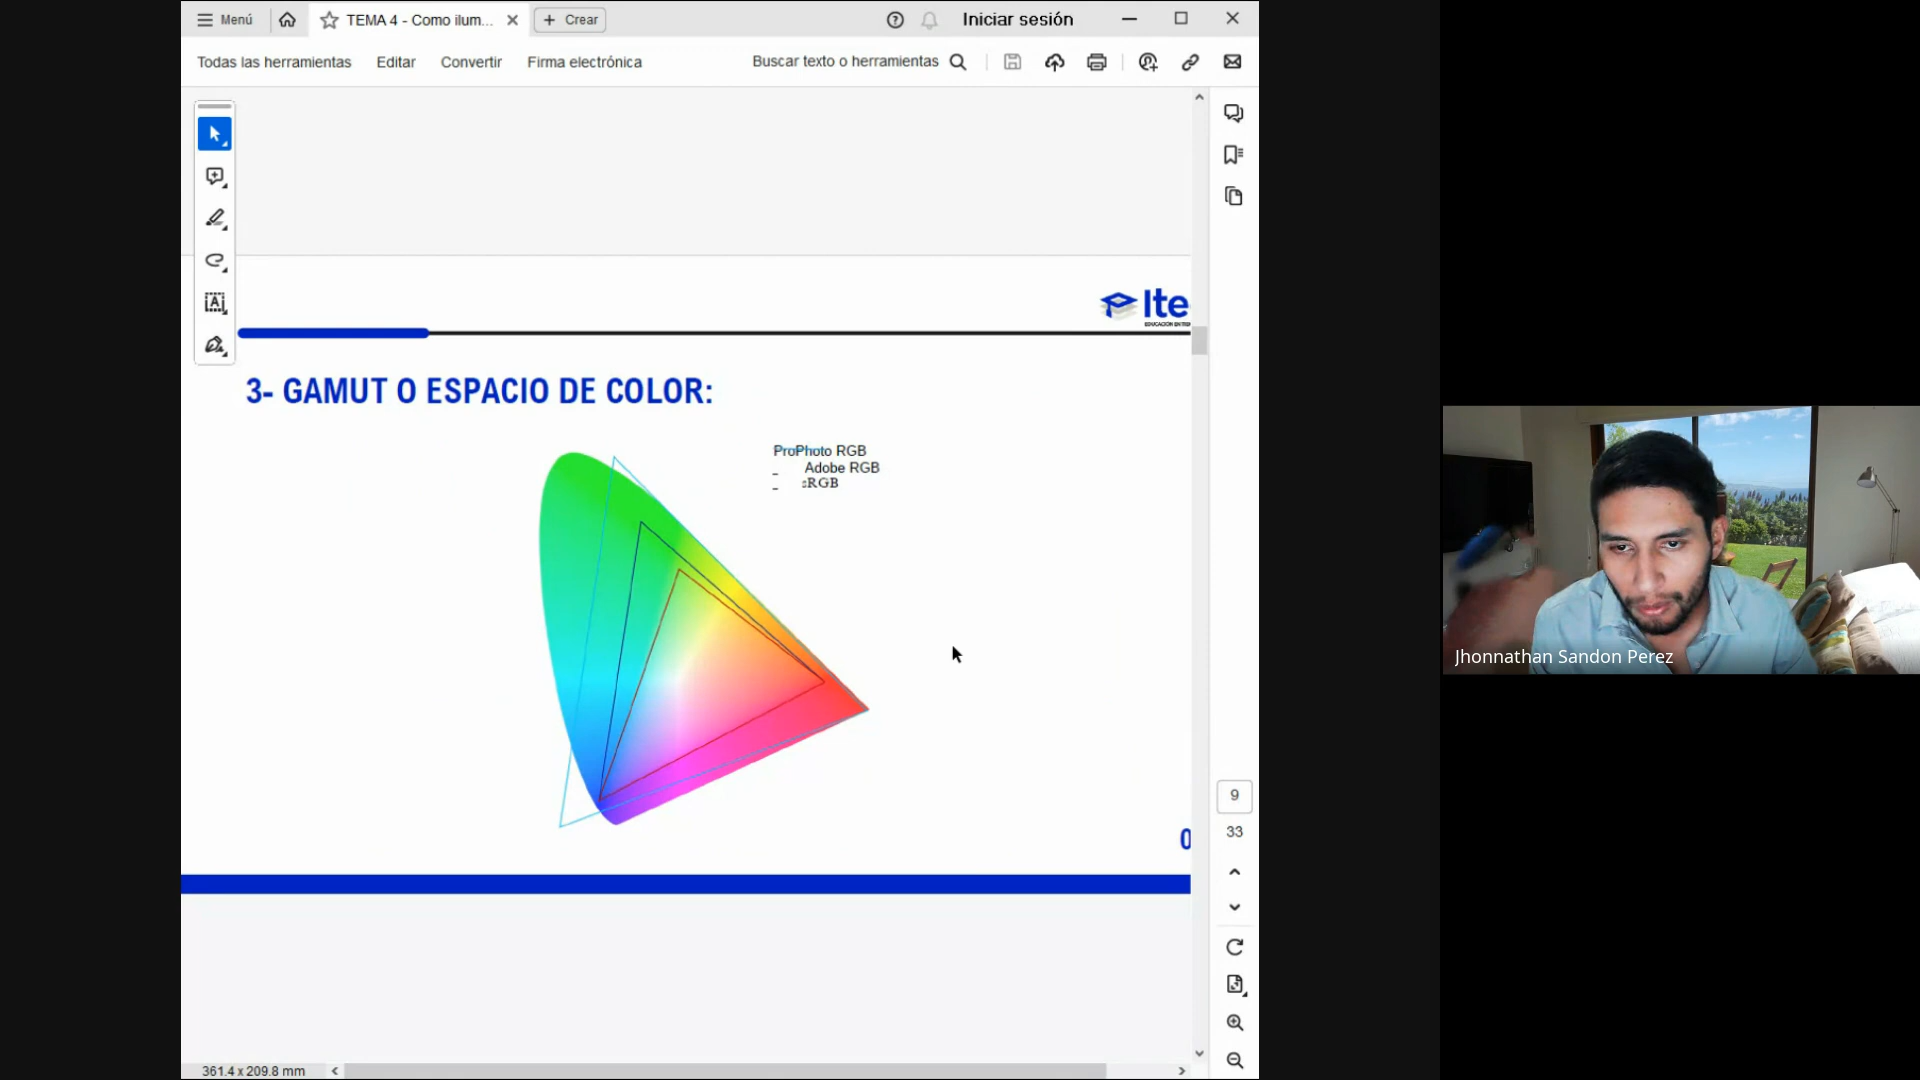 Menú
TEMA 4 - Como ilum...
Crear
Iniciar sesión
Todas las herramientas
Editar
Convertir
Firma electrónica
Buscar texto o herramientas
Ite
3- GAMUT O ESPACIO DE COLOR:
ProPhoto RGB
- Adobe RGB
- sRGB
Jhonnathan Sandon Perez
9
33
0
361.4 x 209.8 mm